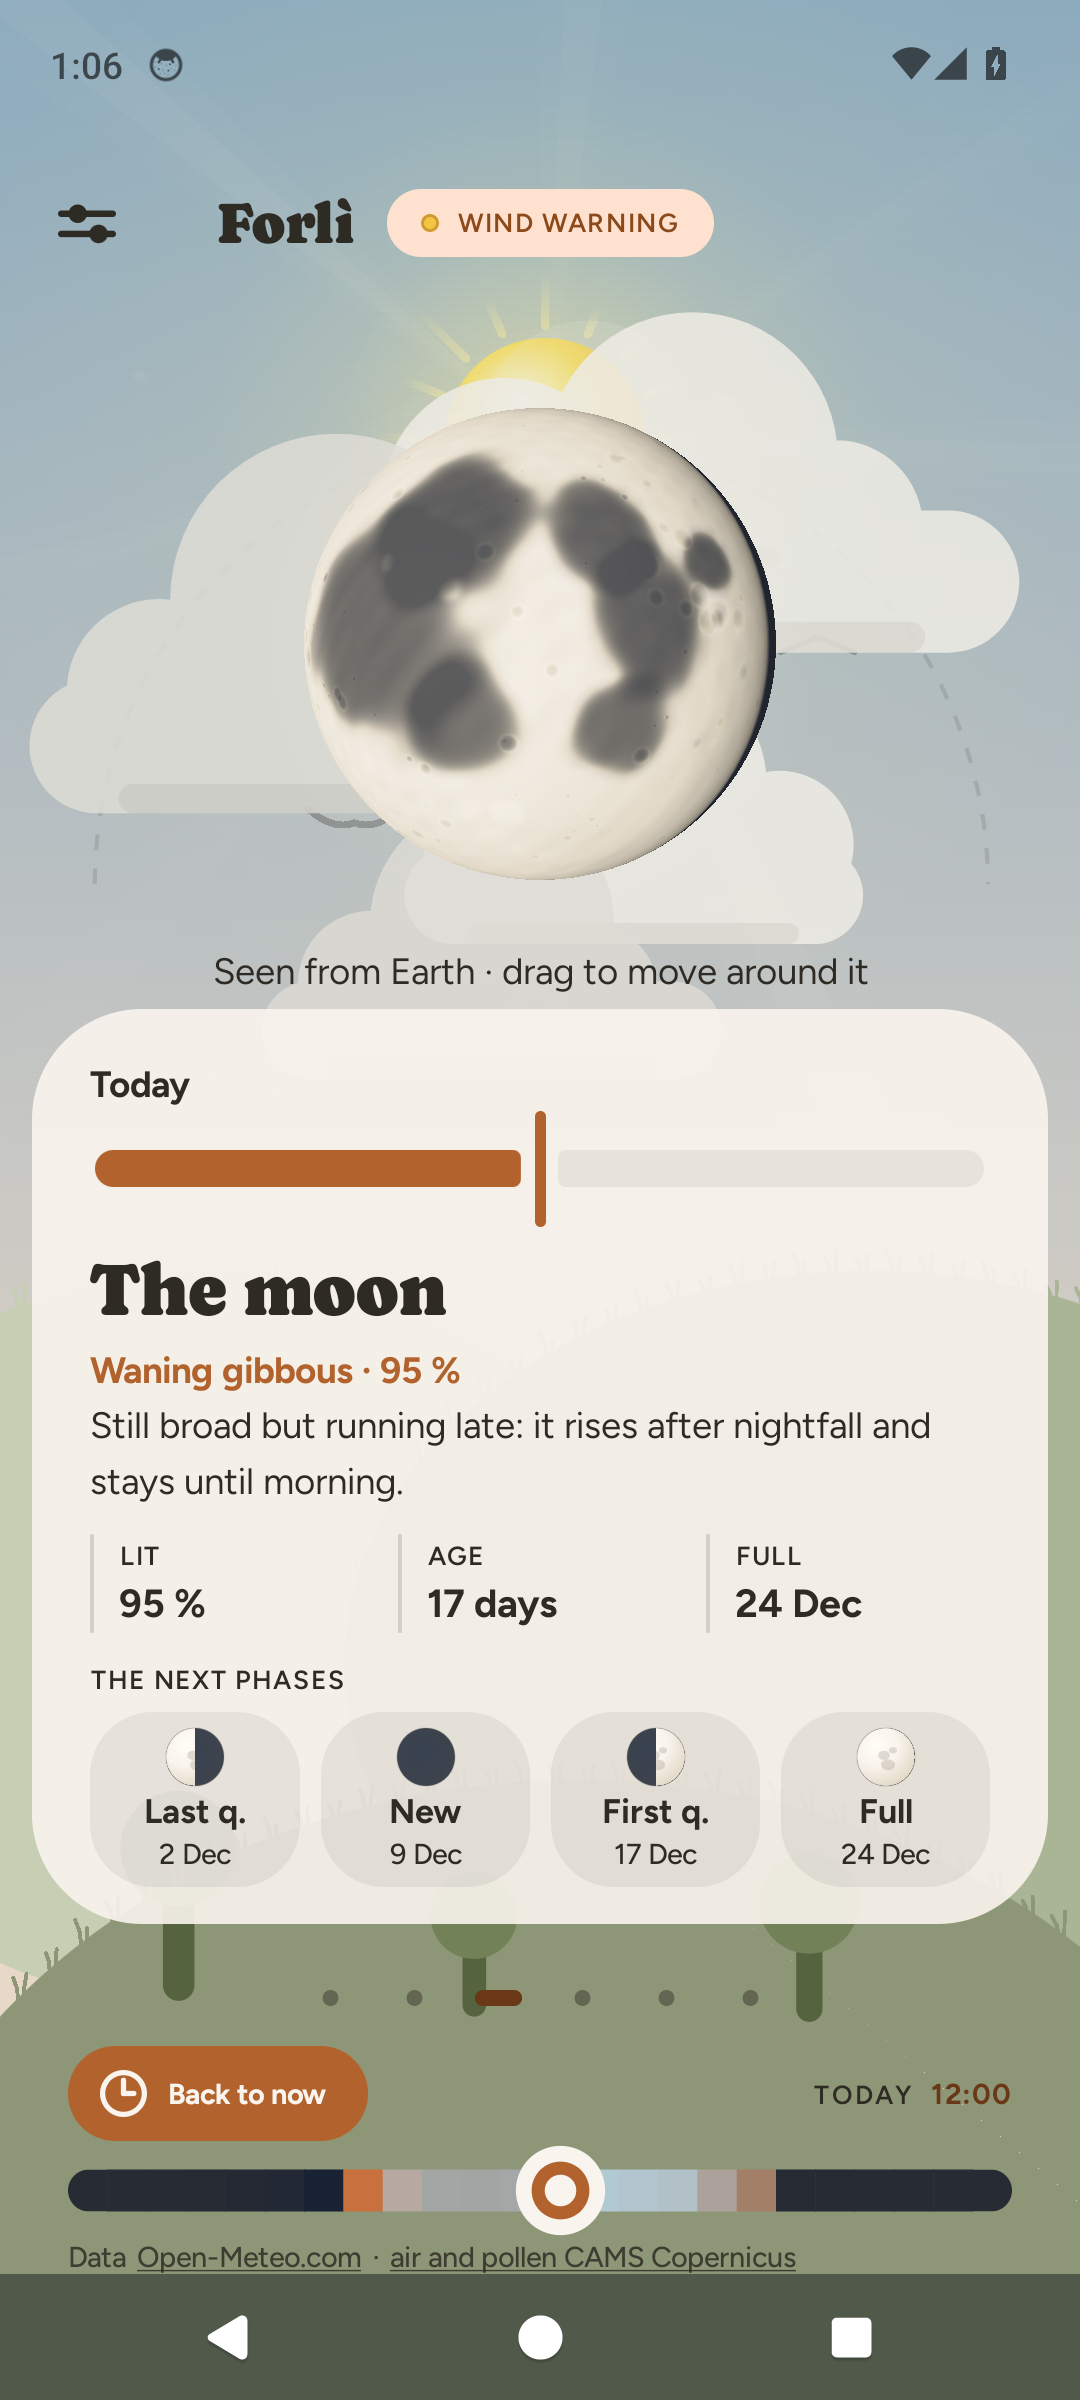 1:06
Forlì
WIND WARNING
Seen from Earth · drag to move around it
Today
The moon
Waning gibbous · 95 %
Still broad but running late: it rises after nightfall and
stays until morning.
LIT AGE FULL
95 % 17 days 24 Dec
THE NEXT PHASES
Last q. New First q. Full
2 Dec 9 Dec 17 Dec 24 Dec
Back to now TODAY 12:00
Data Open-Meteo.com · air and pollen CAMS Copernicus